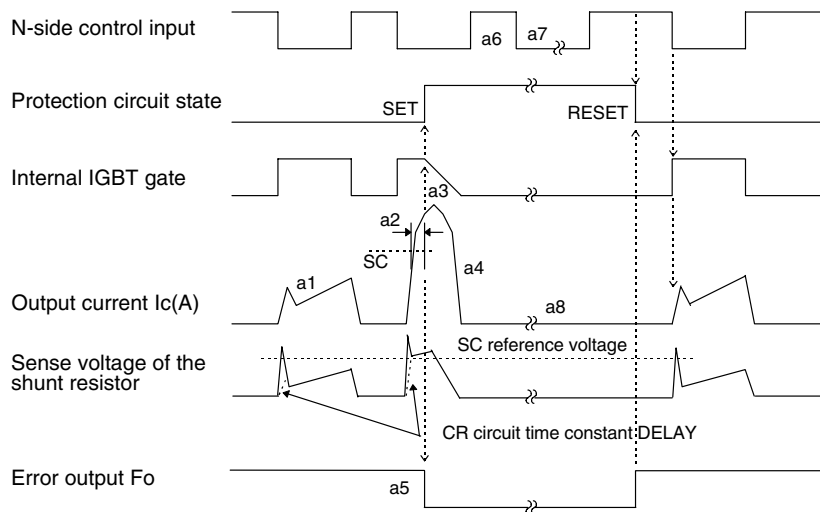 N-side control input
a6
a7
Protection circuit state
SET
RESET
Internal IGBT gate
a3
a2
SC
a4
a1
Output current Ic(A)
a8
SC reference voltage
Sense voltage of the
shunt resistor
CR circuit time constant DELAY
Error output Fo
a5